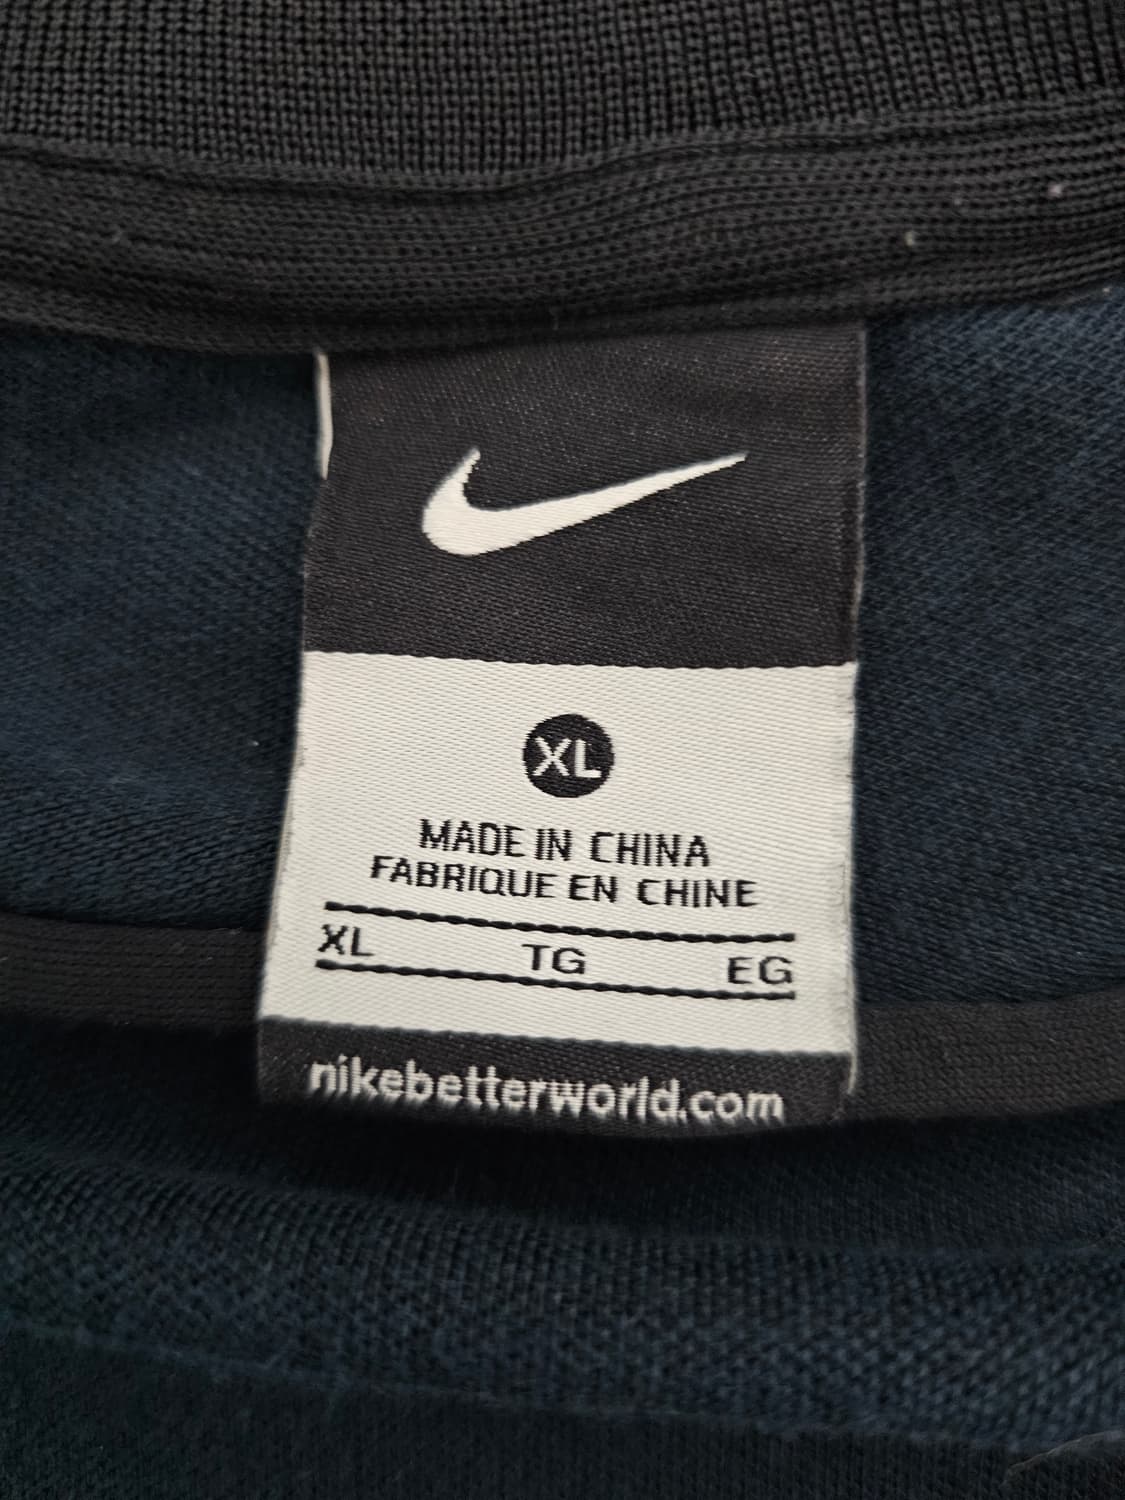 XL
MADE IN CHINA
FABRIQUE EN CHINE
XL TG EG
nikebetterworld.com